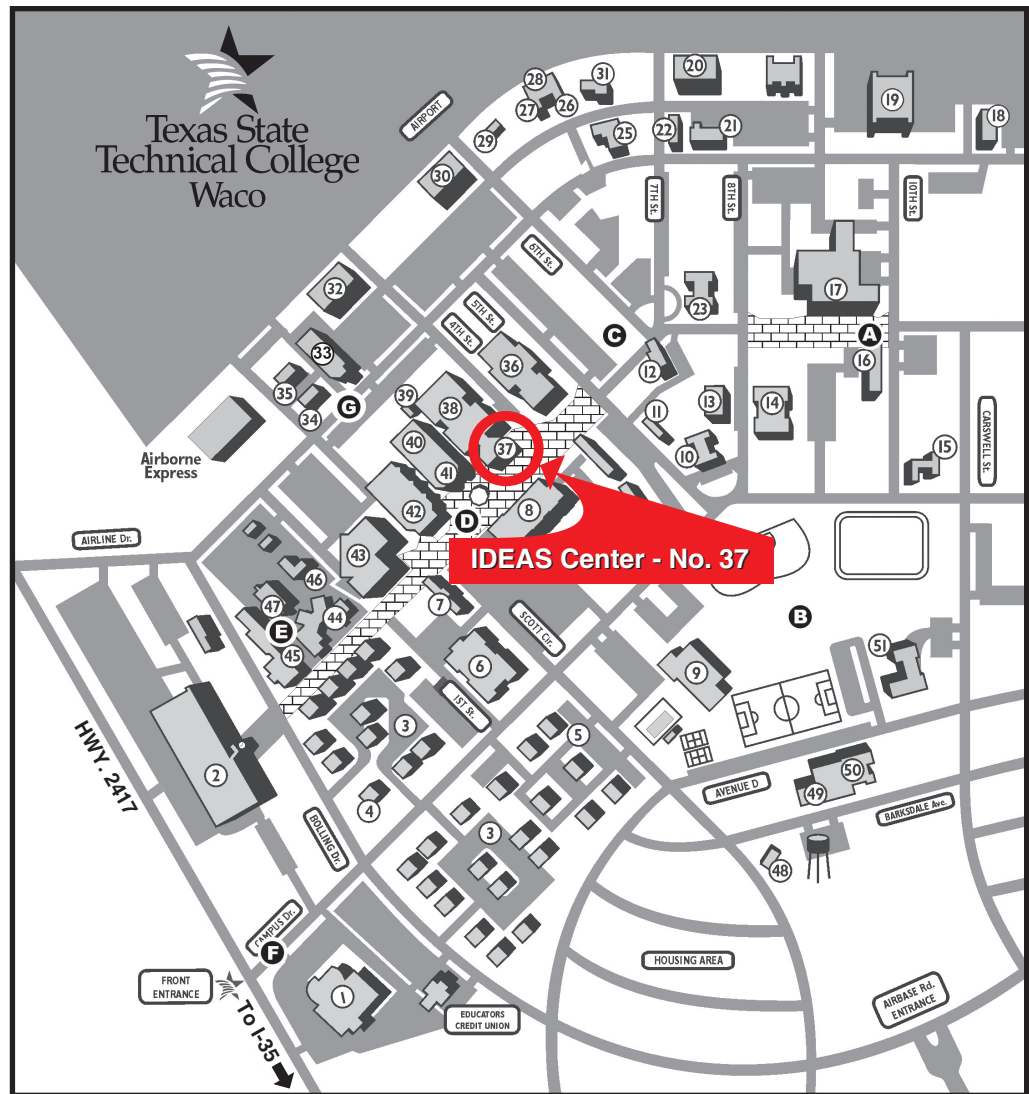 Texas State
Technical College
Waco
AIRPORT
28
31
20
19
18
27
26
29
25
22
21
30
7TH St.
8TH St.
10TH St.
6TH St.
32
23
17
5TH St.
4TH St.
C
A
33
36
12
16
35
34
G
39
38
13
14
11
CARSWELL St.
40
37
10
15
Airborne
Express
41
42
D
8
AIRLINE Dr.
43
IDEAS Center - No. 37
46
47
44
7
E
45
SCOTT Cir.
B
6
9
51
1ST St.
3
5
HWY. 2417
2
4
AVENUE D
50
49
BARKSDALE Ave.
BOLLING Dr.
3
48
CAMPUS Dr.
F
HOUSING AREA
FRONT
ENTRANCE
1
AIRBASE Rd.
ENTRANCE
To I-35
EDUCATORS
CREDIT UNION